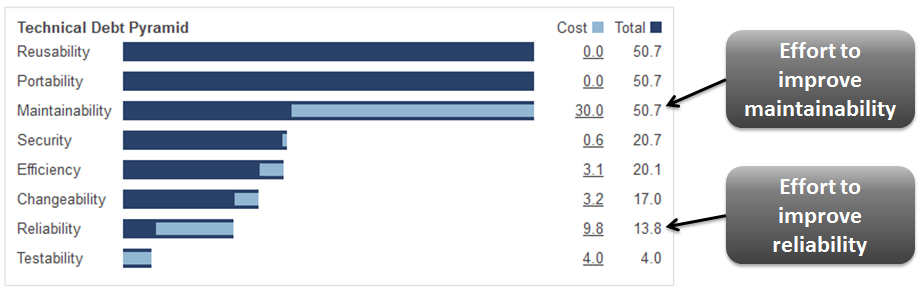 Technical Debt Pyramid Cost Total
Reusability 0.0 50.7
Portability 0.0 50.7
Maintainability 30.0 50.7
Security 0.6 20.7
Efficiency 3.1 20.1
Changeability 3.2 17.0
Reliability 9.8 13.8
Testability 4.0 4.0
Effort to
improve
maintainability
Effort to
improve
reliability